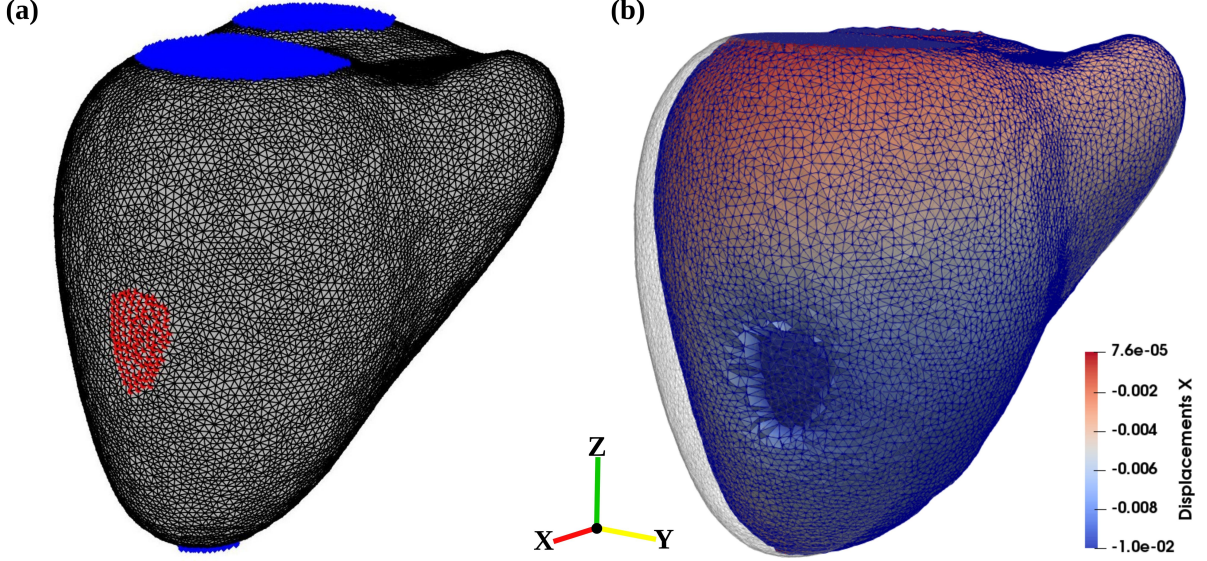 (a)
(b)
Z
X
Y
7.6e-05
-0.002
-0.004
-0.006
-0.008
-1.0e-02
Displacements X